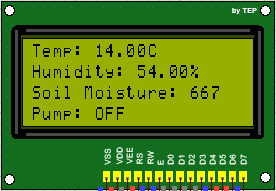 by TEP
Temp: 14.00C
Humidity: 54.00%
Soil Moisture: 667
Pump: OFF
VSS VDD VEE RS RW E D0 D1 D2 D3 D4 D5 D6 D7